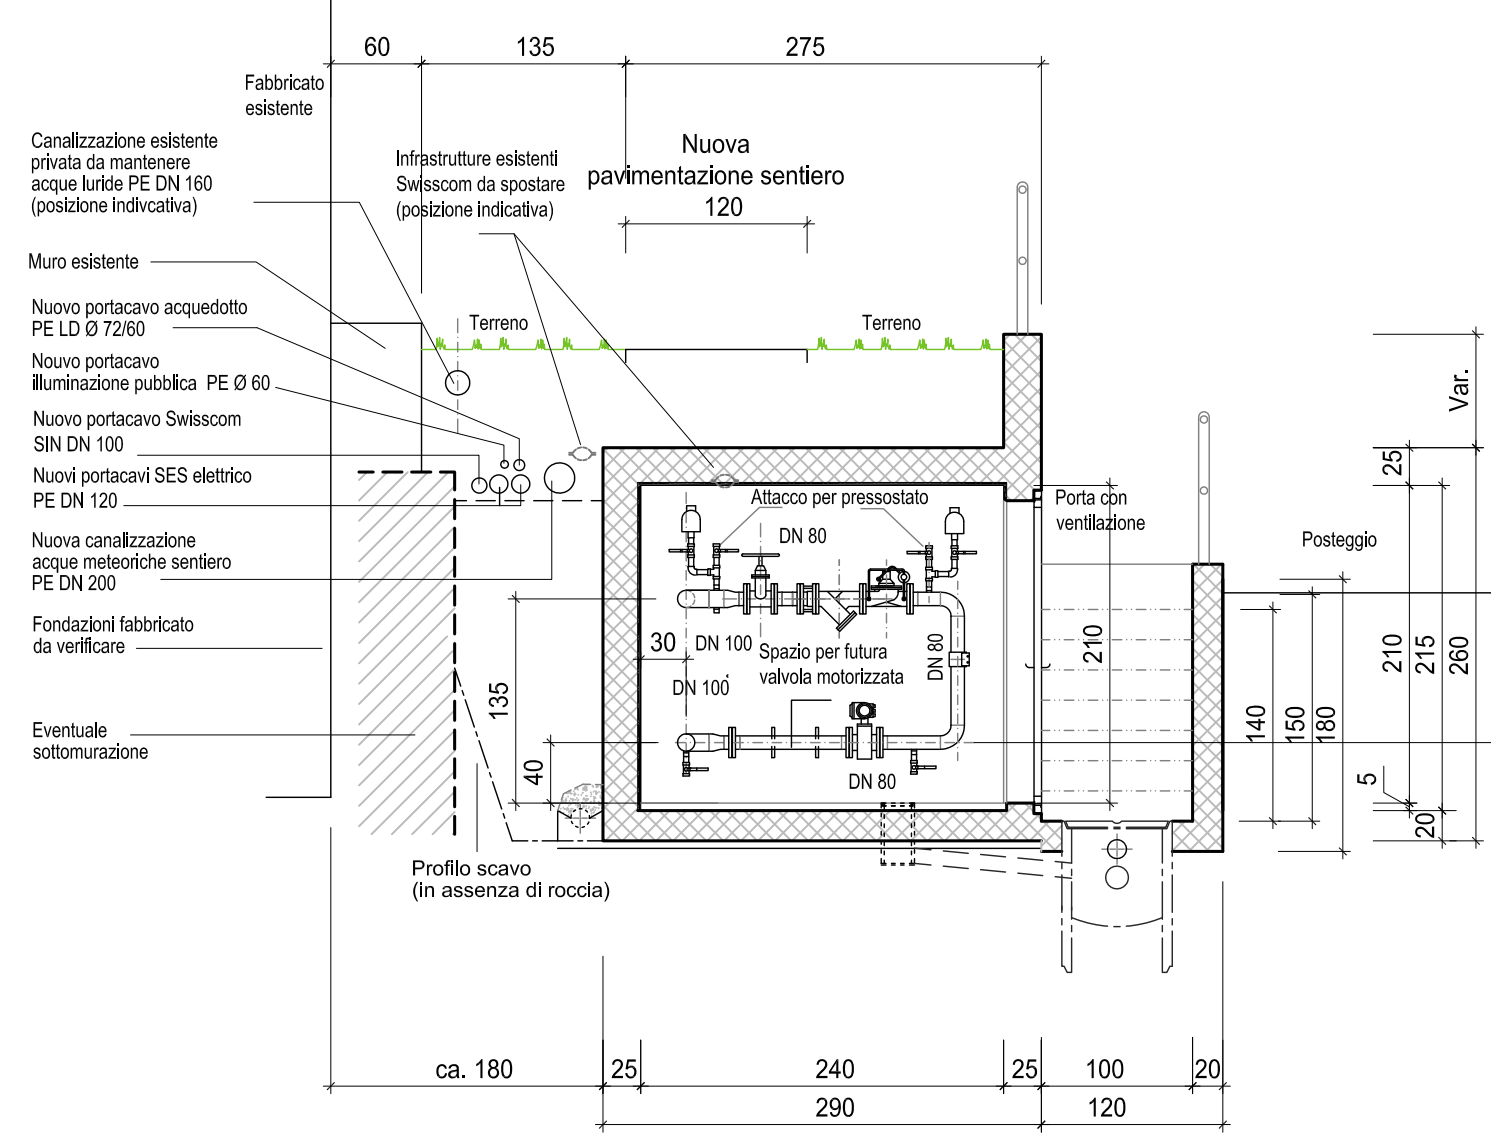 60
135
275
Fabbricato
esistente
Canalizzazione esistente
privata da mantenere
acque luride PE DN 160
(posizione indivcativa)
Infrastrutture esistenti
Swisscom da spostare
(posizione indicativa)
Nuova
pavimentazione sentiero
120
Muro esistente
Nuovo portacavo acquedotto
PE LD Ø 72/60
Nouvo portacavo
illuminazione pubblica PE Ø 60
Nuovo portacavo Swisscom
SIN DN 100
Nuovi portacavi SES elettrico
PE DN 120
Nuova canalizzazione
acque meteoriche sentiero
PE DN 200
Fondazioni fabbricato
da verificare
Eventuale
sottomurazione
Terreno
Terreno
Attacco per pressostato
DN 80
Porta con
ventilazione
Posteggio
Var.
25
30
DN 100
DN 100
Spazio per futura
valvola motorizzata
DN 80
DN 80
135
40
210
140
150
180
210
215
260
5
20
Profilo scavo
(in assenza di roccia)
ca. 180
25
240
25
100
20
290
120